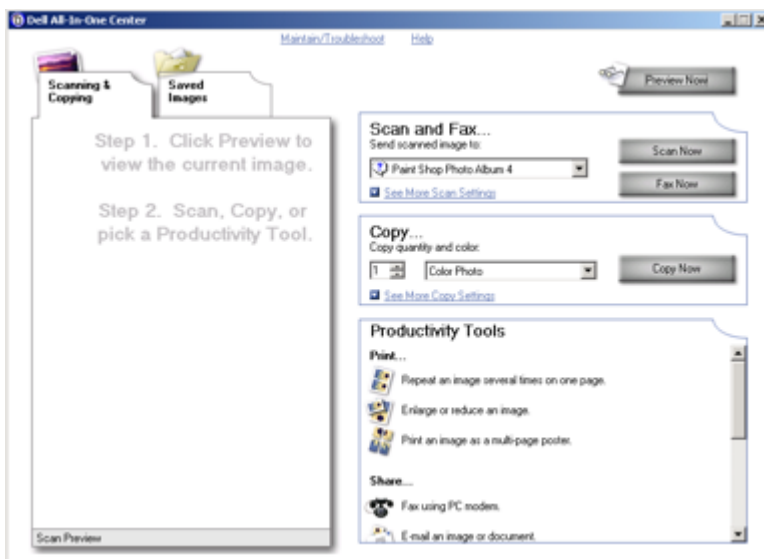 Dell All-In-One Center
Maintain/Troubleshoot Help
Scanning &
Copying
Saved
Images
Step 1. Click Preview to
view the current image.
Step 2. Scan, Copy, or
pick a Productivity Tool.
Scan Preview
Preview Now
Scan and Fax...
Send scanned image to:
Paint Shop Photo Album 4
See More Scan Settings
Scan Now
Fax Now
Copy...
Copy quantity and color:
1 Color Photo
See More Copy Settings
Copy Now
Productivity Tools
Print...
Repeat an image several times on one page.
Enlarge or reduce an image.
Print an image as a multi-page poster.
Share...
Fax using PC modem.
E-mail an image or document.